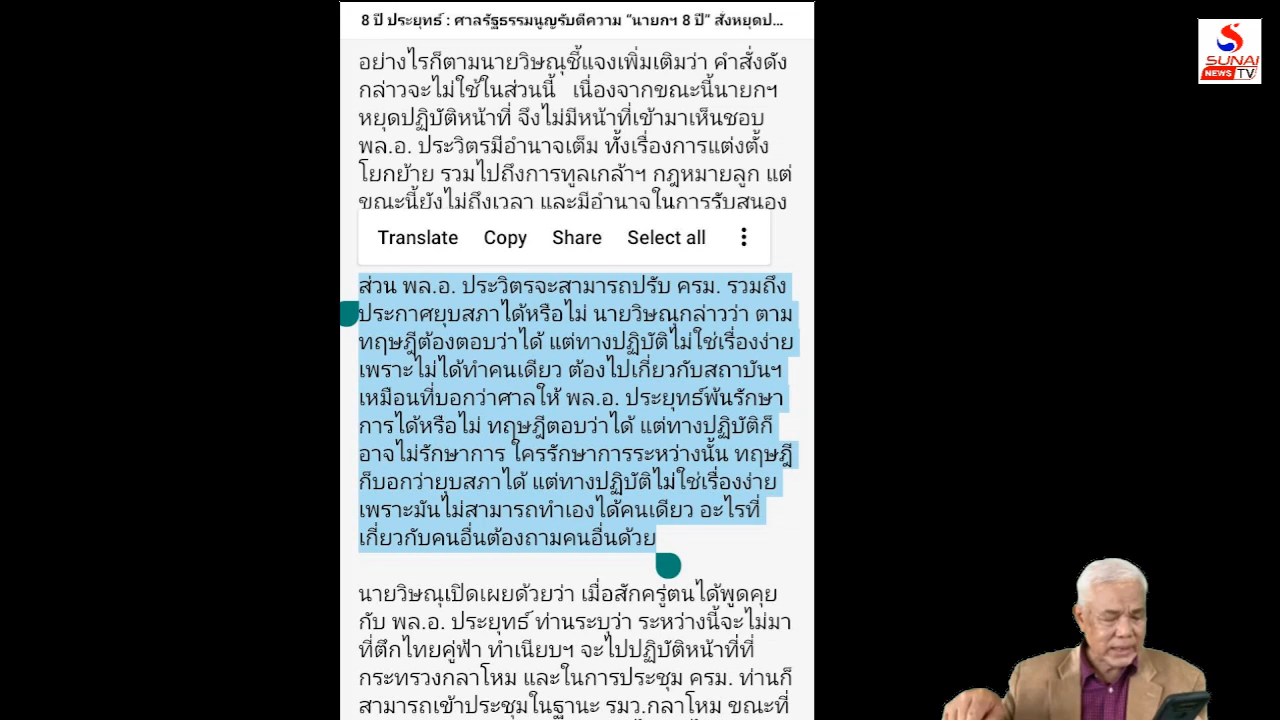 8 ปี ประยุทธ์ : ศาลรัฐธรรมนูญรับตีความ “นายกฯ 8 ปี” สั่งหยุดป...
SUNAI
NEWS TV
อย่างไรก็ตามนายวิษณุชี้แจงเพิ่มเติมว่า คำสั่งดัง
กล่าวจะไม่ใช้ในส่วนนี้ เนื่องจากขณะนี้นายกฯ
หยุดปฏิบัติหน้าที่ จึงไม่มีหน้าที่เข้ามาเห็นชอบ
พล.อ. ประวิตรมีอำนาจเต็ม ทั้งเรื่องการแต่งตั้ง
โยกย้าย รวมไปถึงการทูลเกล้าฯ กฎหมายลูก แต่
ขณะนี้ยังไม่ถึงเวลา และมีอำนาจในการรับสนอง
Translate Copy Share Select all
ส่วน พล.อ. ประวิตรจะสามารถปรับ ครม. รวมถึง
ประกาศยุบสภาได้หรือไม่ นายวิษณุกล่าวว่า ตาม
ทฤษฎีต้องตอบว่าได้ แต่ทางปฏิบัติไม่ใช่เรื่องง่าย
เพราะไม่ได้ทำคนเดียว ต้องไปเกี่ยวกับสถาบันฯ
เหมือนที่บอกว่าศาลให้ พล.อ. ประยุทธ์พ้นรักษา
การได้หรือไม่ ทฤษฎีตอบว่าได้ แต่ทางปฏิบัติก็
อาจไม่รักษาการ ใครรักษาการระหว่างนั้น ทฤษฎี
ก็บอกว่ายุบสภาได้ แต่ทางปฏิบัติไม่ใช่เรื่องง่าย
เพราะมันไม่สามารถทำเองได้คนเดียว อะไรที่
เกี่ยวกับคนอื่นต้องถามคนอื่นด้วย
นายวิษณุเปิดเผยด้วยว่า เมื่อสักครู่ตนได้พูดคุย
กับ พล.อ. ประยุทธ์ ท่านระบุว่า ระหว่างนี้จะไม่มา
ที่ตึกไทยคู่ฟ้า ทำเนียบฯ จะไปปฏิบัติหน้าที่ที่
กระทรวงกลาโหม และในการประชุม ครม. ท่านก็
สามารถเข้าประชุมในฐานะ รมว.กลาโหม ขณะที่